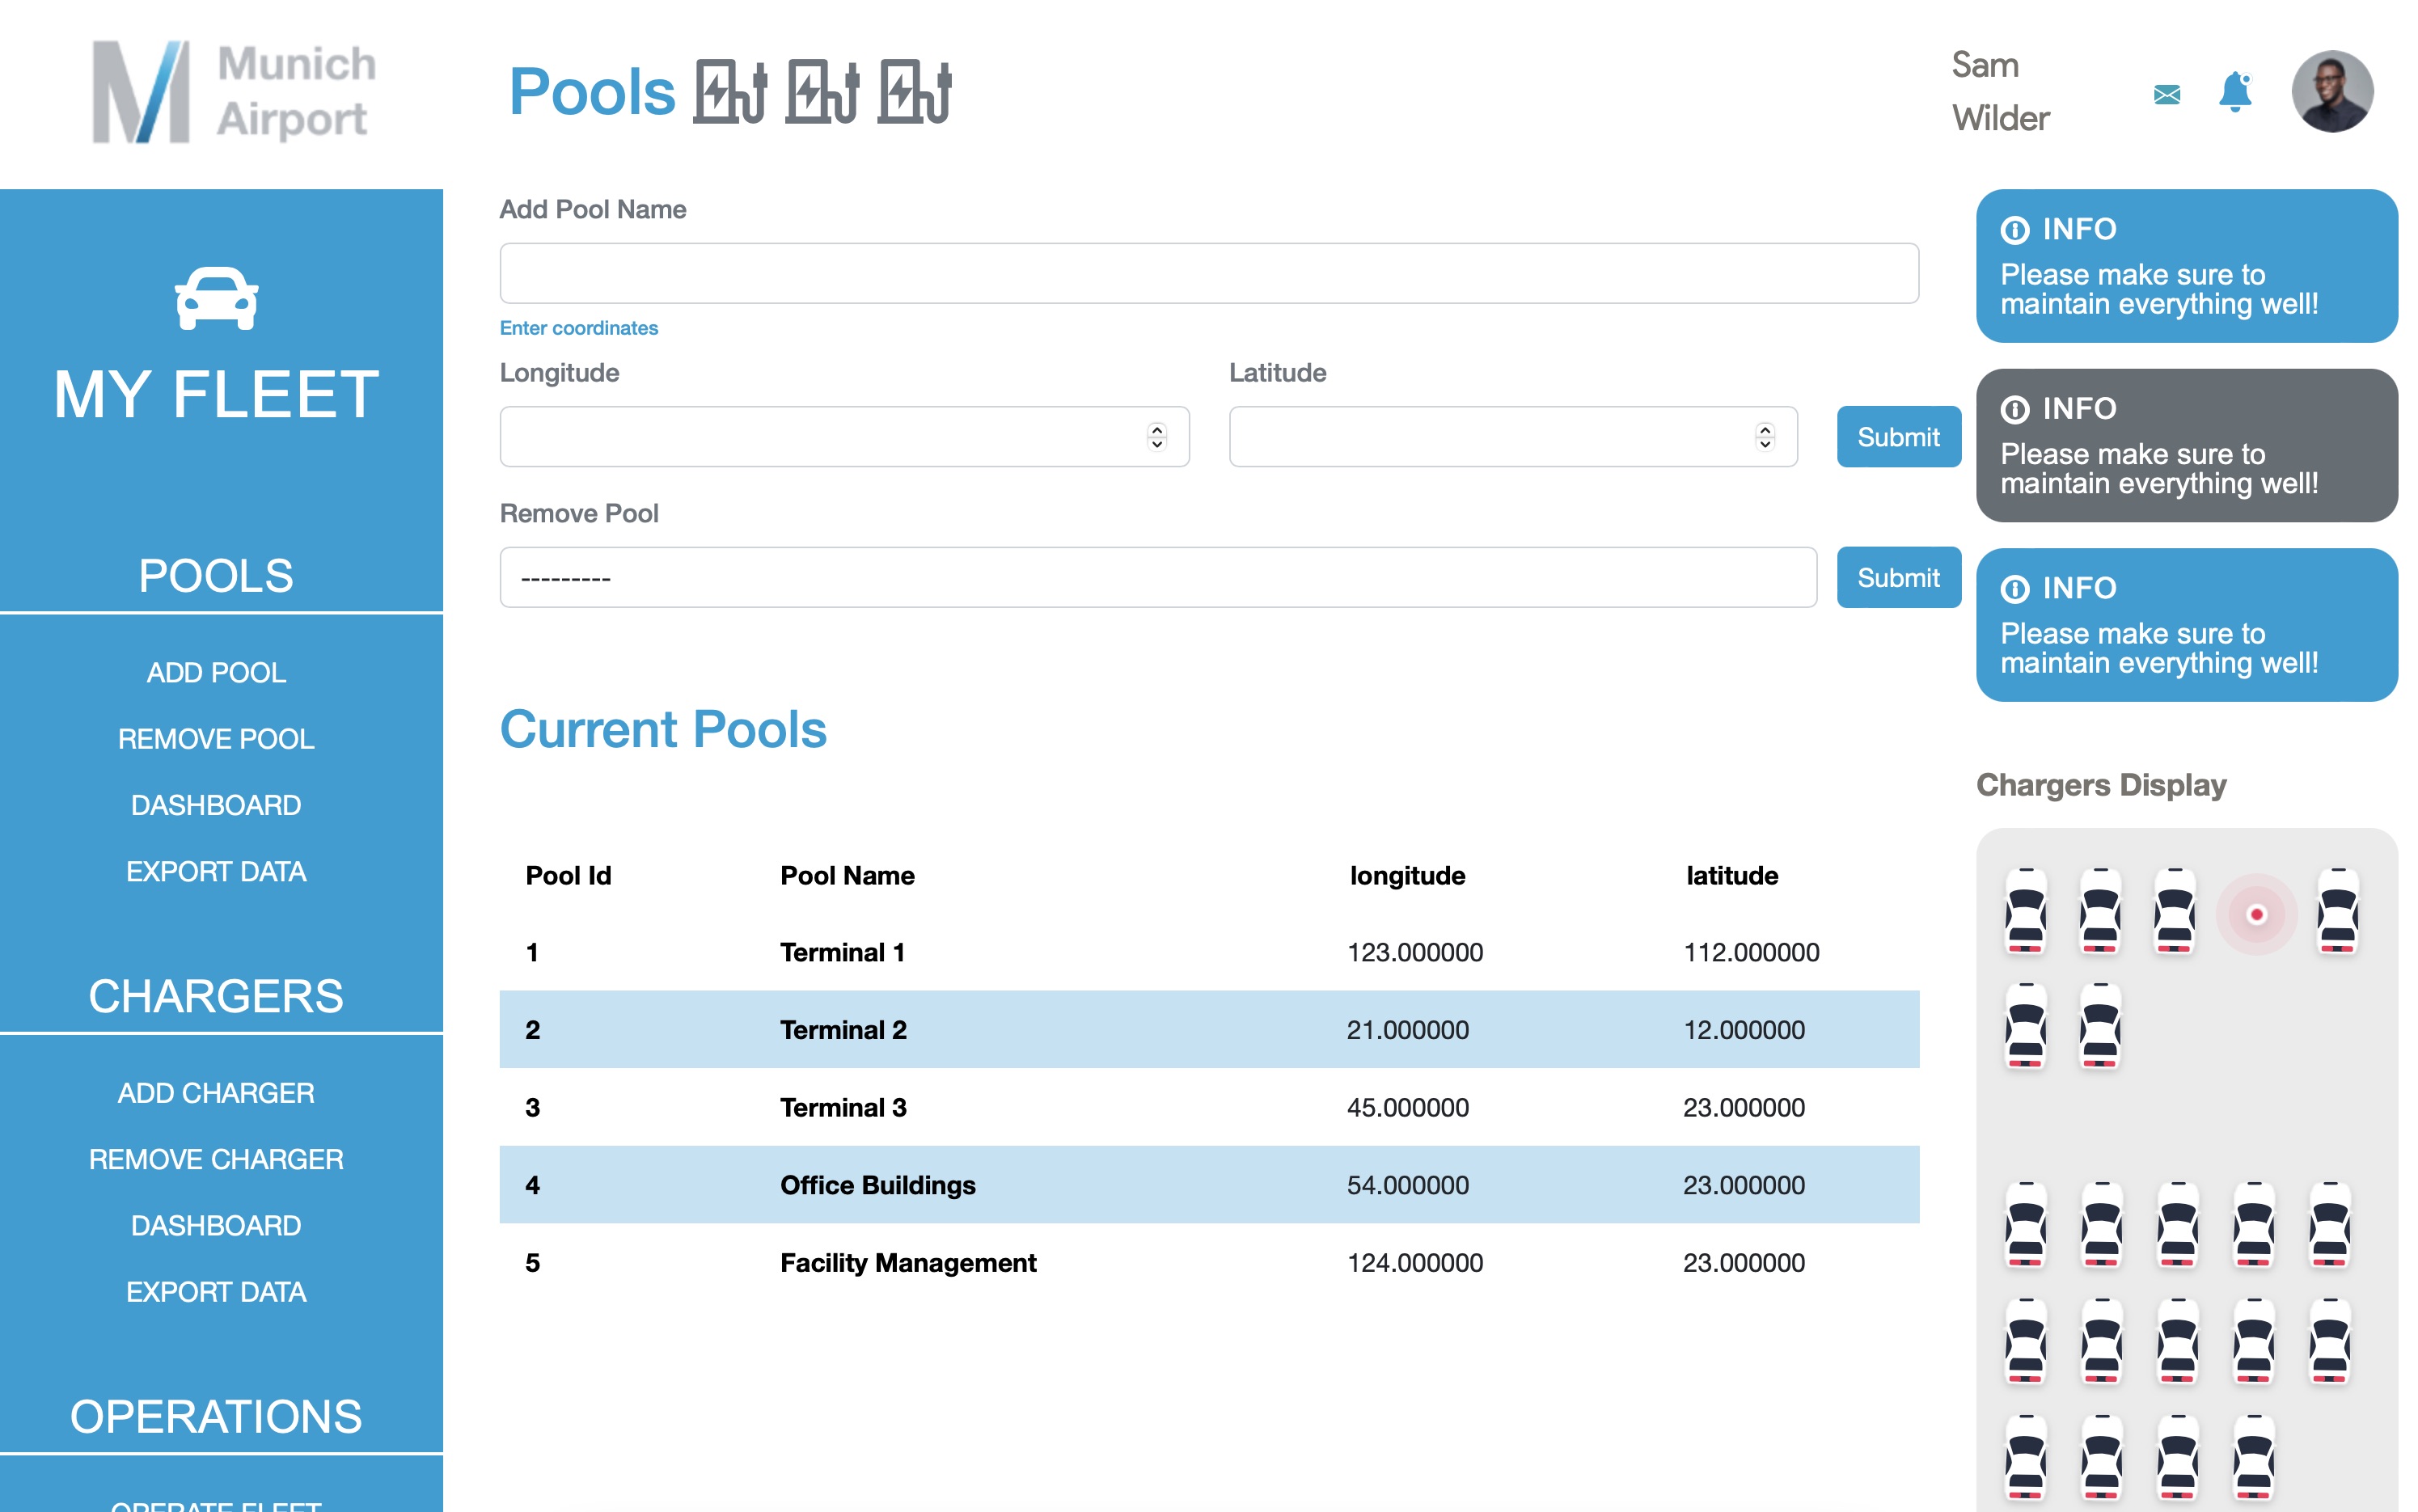 Munich
Airport
Pools
Sam
Wilder
MY FLEET
POOLS
ADD POOL
REMOVE POOL
DASHBOARD
EXPORT DATA
CHARGERS
ADD CHARGER
REMOVE CHARGER
DASHBOARD
EXPORT DATA
OPERATIONS
OPERATE FLEET
Add Pool Name
Enter coordinates
Longitude
Latitude
Submit
Remove Pool
---------
Submit
Current Pools
Pool Id Pool Name longitude latitude
1 Terminal 1 123.000000 112.000000
2 Terminal 2 21.000000 12.000000
3 Terminal 3 45.000000 23.000000
4 Office Buildings 54.000000 23.000000
5 Facility Management 124.000000 23.000000
INFO
Please make sure to
maintain everything well!
INFO
Please make sure to
maintain everything well!
INFO
Please make sure to
maintain everything well!
Chargers Display